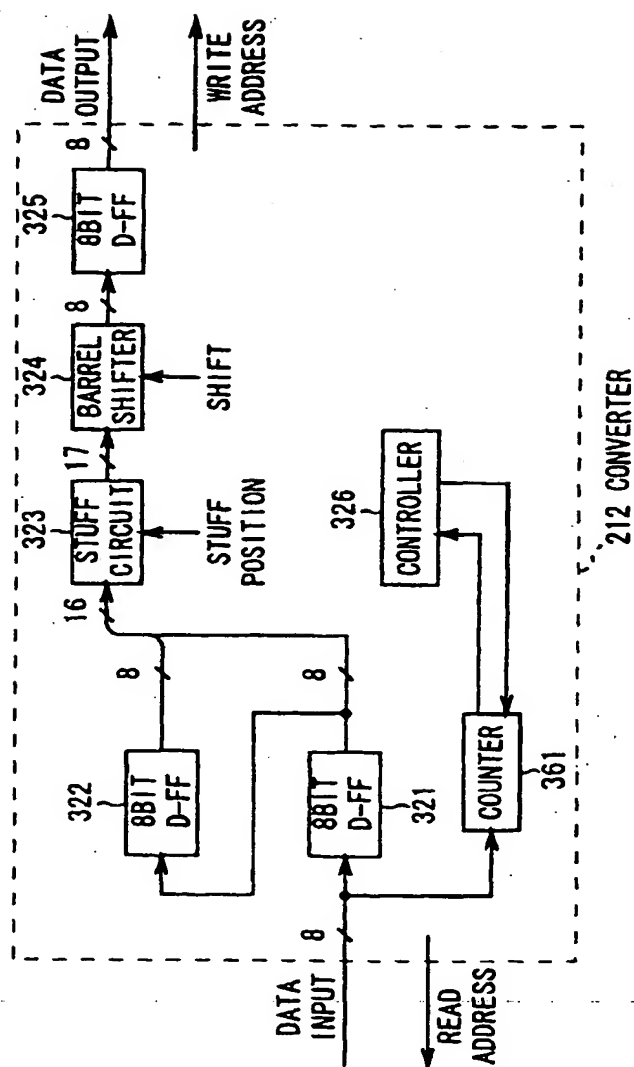 DATA
OUTPUT
WRITE
ADDRESS
8
325
8BIT
D-FF
8
324
BARREL
SHIFTER
SHIFT
17
323
STUFF
CIRCUIT
STUFF
POSITION
16
8
8
322
8BIT
D-FF
8BIT
D-FF
321
326
CONTROLLER
COUNTER
361
8
DATA
INPUT
READ
ADDRESS
212 CONVERTER